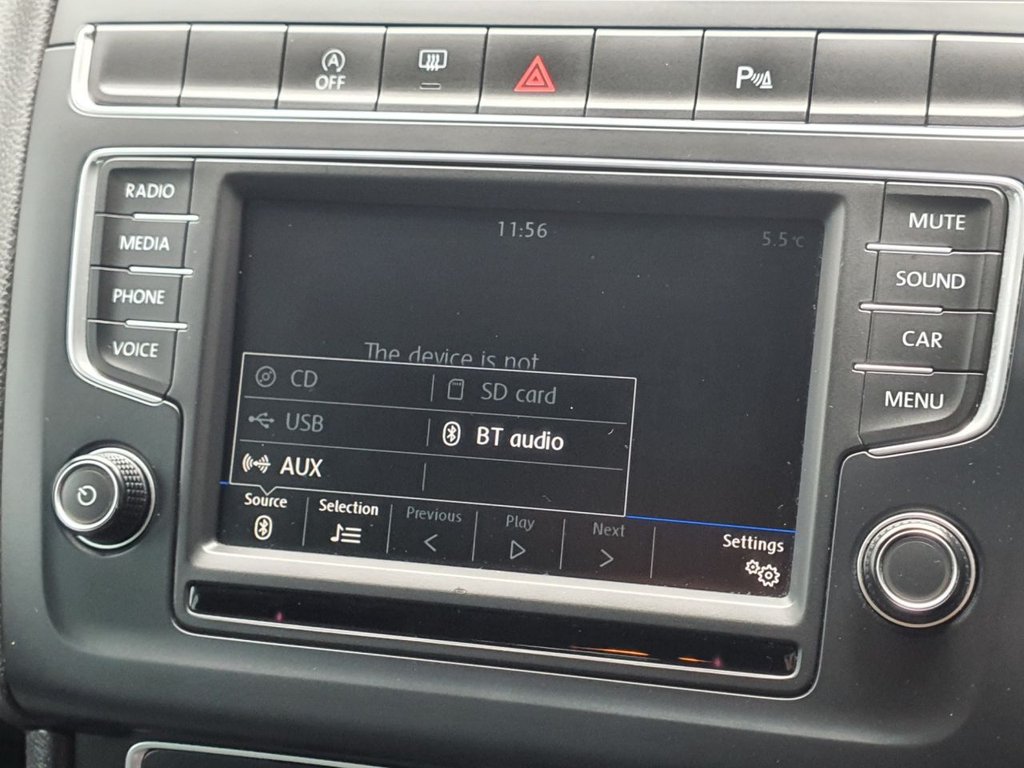 OFF
P
RADIO
MEDIA
PHONE
VOICE
11:56
5.5°C
The device is not
CD
SD card
USB
BT audio
AUX
Source
Selection
Previous
Play
Next
Settings
MUTE
SOUND
CAR
MENU